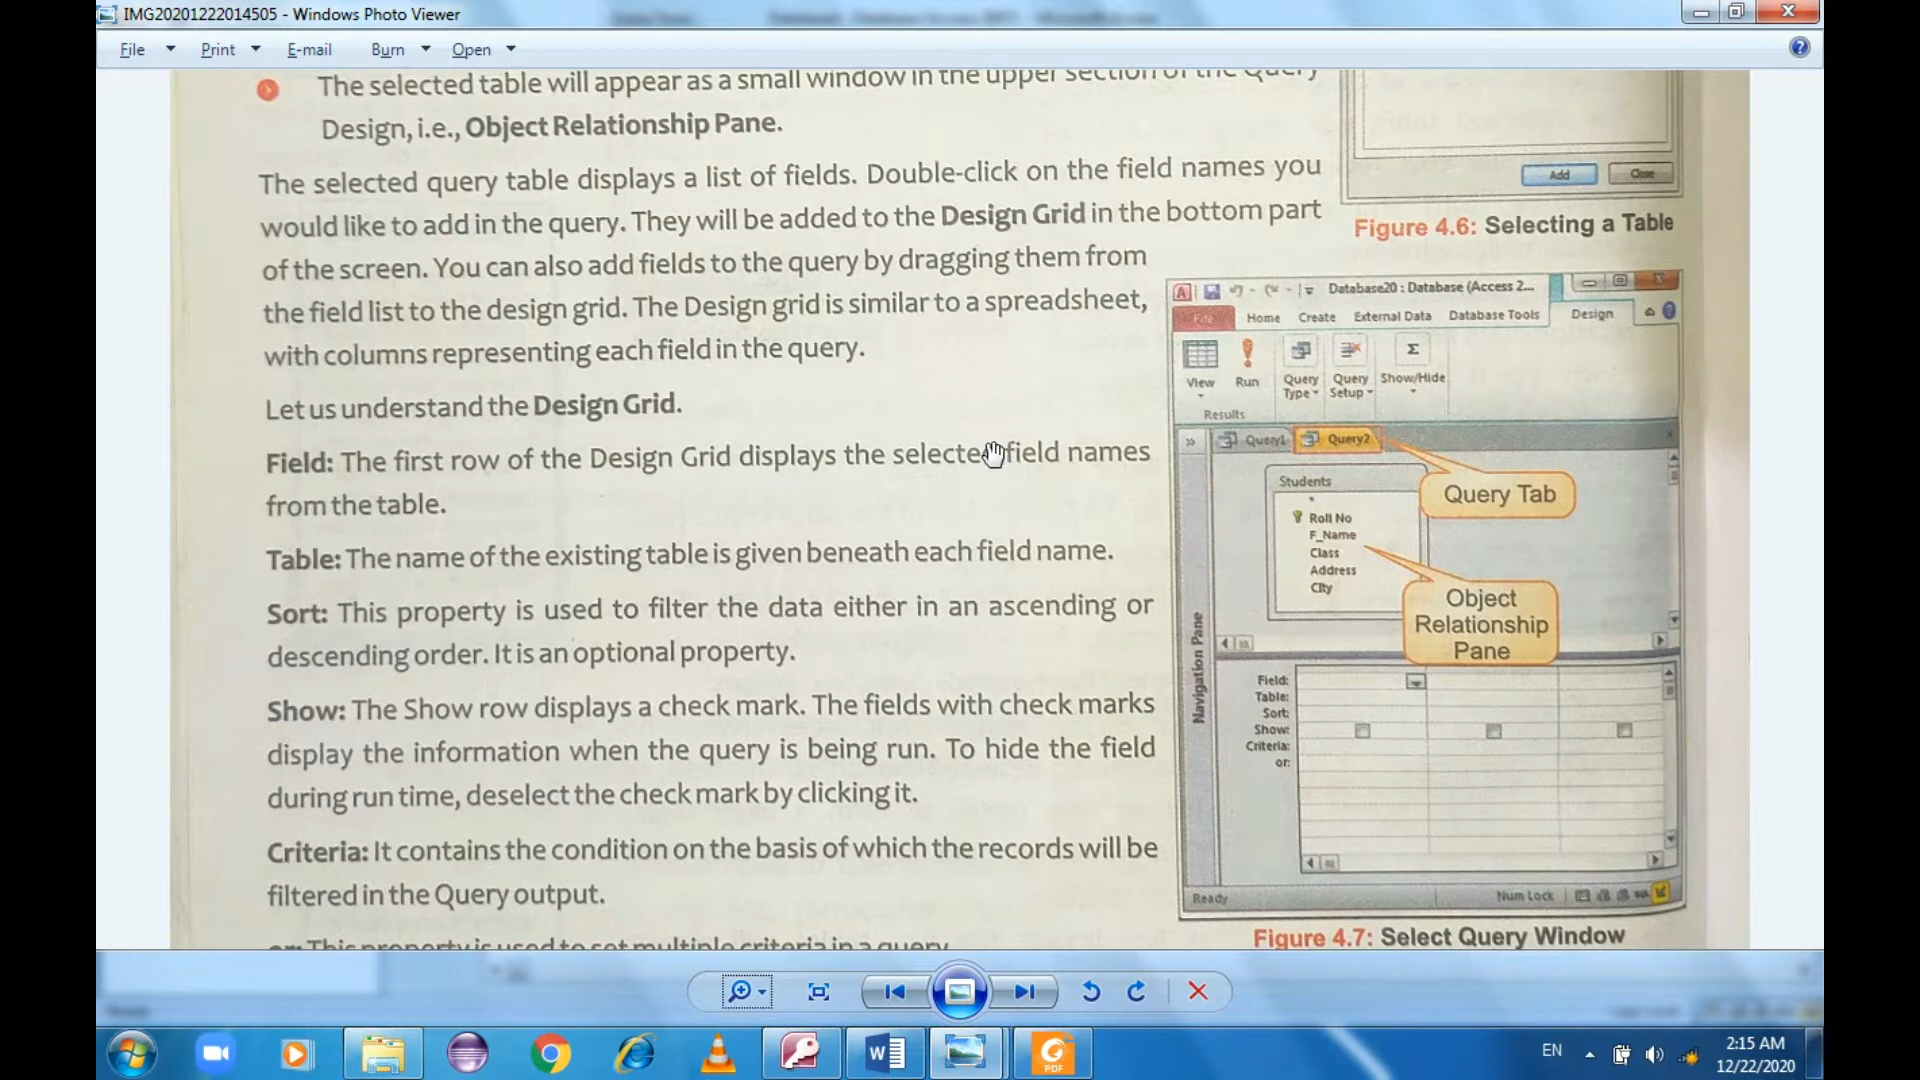 IMG20201222014505 - Windows Photo Viewer
File Print E-mail Burn Open
The selected table will appear as a small window in the upper section of the Query
Design, i.e., Object Relationship Pane.
The selected query table displays a list of fields. Double-click on the field names you
would like to add in the query. They will be added to the Design Grid in the bottom part
of the screen. You can also add fields to the query by dragging them from
the field list to the design grid. The Design grid is similar to a spreadsheet,
with columns representing each field in the query.
Let us understand the Design Grid.
Field: The first row of the Design Grid displays the selected field names
from the table.
Table: The name of the existing table is given beneath each field name.
Sort: This property is used to filter the data either in an ascending or
descending order. It is an optional property.
Show: The Show row displays a check mark. The fields with check marks
display the information when the query is being run. To hide the field
during run time, deselect the check mark by clicking it.
Criteria: It contains the condition on the basis of which the records will be
filtered in the Query output.
or: This property is used to set multiple criteria in a query.
Add Close
Figure 4.6: Selecting a Table
Database20 : Database (Access 2...
File Home Create External Data Database Tools Design
View Run Query Type Query Setup Show/Hide
Results
Query1 Query2
Query Tab
Students
*
Roll No
F_Name
Class
Address
City
Object
Relationship
Pane
Navigation Pane
Field:
Table:
Sort:
Show:
Criteria:
or:
Ready Num Lock
Figure 4.7: Select Query Window
EN
2:15 AM
12/22/2020